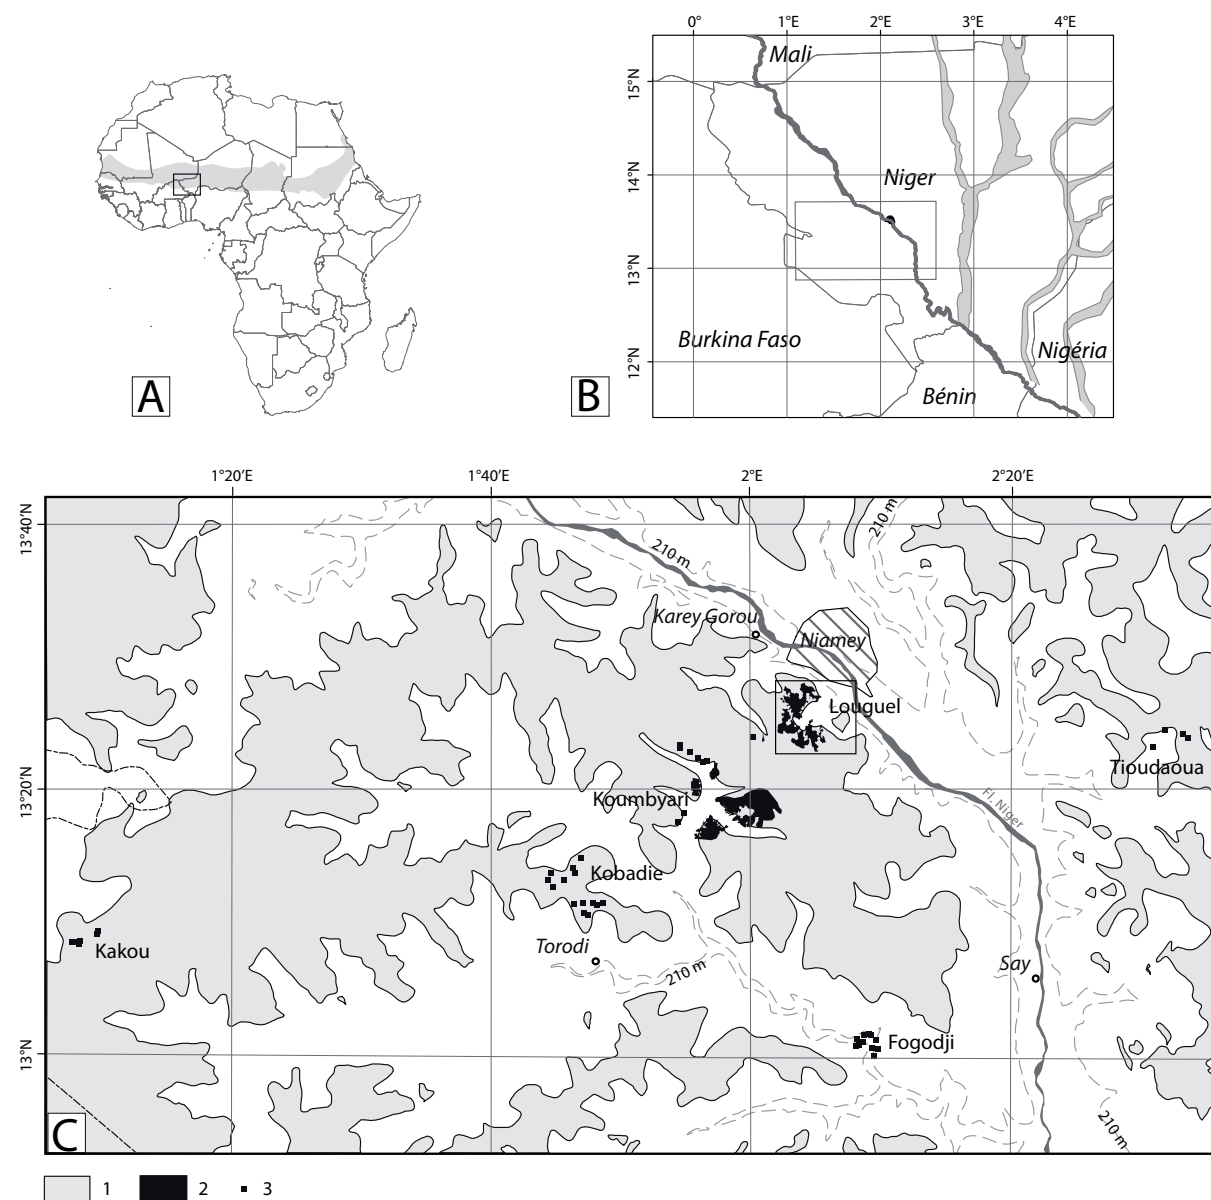 A
0° 1°E 2°E 3°E 4°E
15°N
14°N
13°N
12°N
Mali
Niger
Burkina Faso
Nigéria
Bénin
B
1°20′E 1°40′E 2°E 2°20′E
13°40′N
13°20′N
13°N
210 m
210 m
Karey Gorou
Niamey
Louguel
Tioudaoua
Koumbyari
Fl. Niger
Kobadie
Kakou
Torodi
210 m
Say
Fogodji
210 m
C
1 2 3